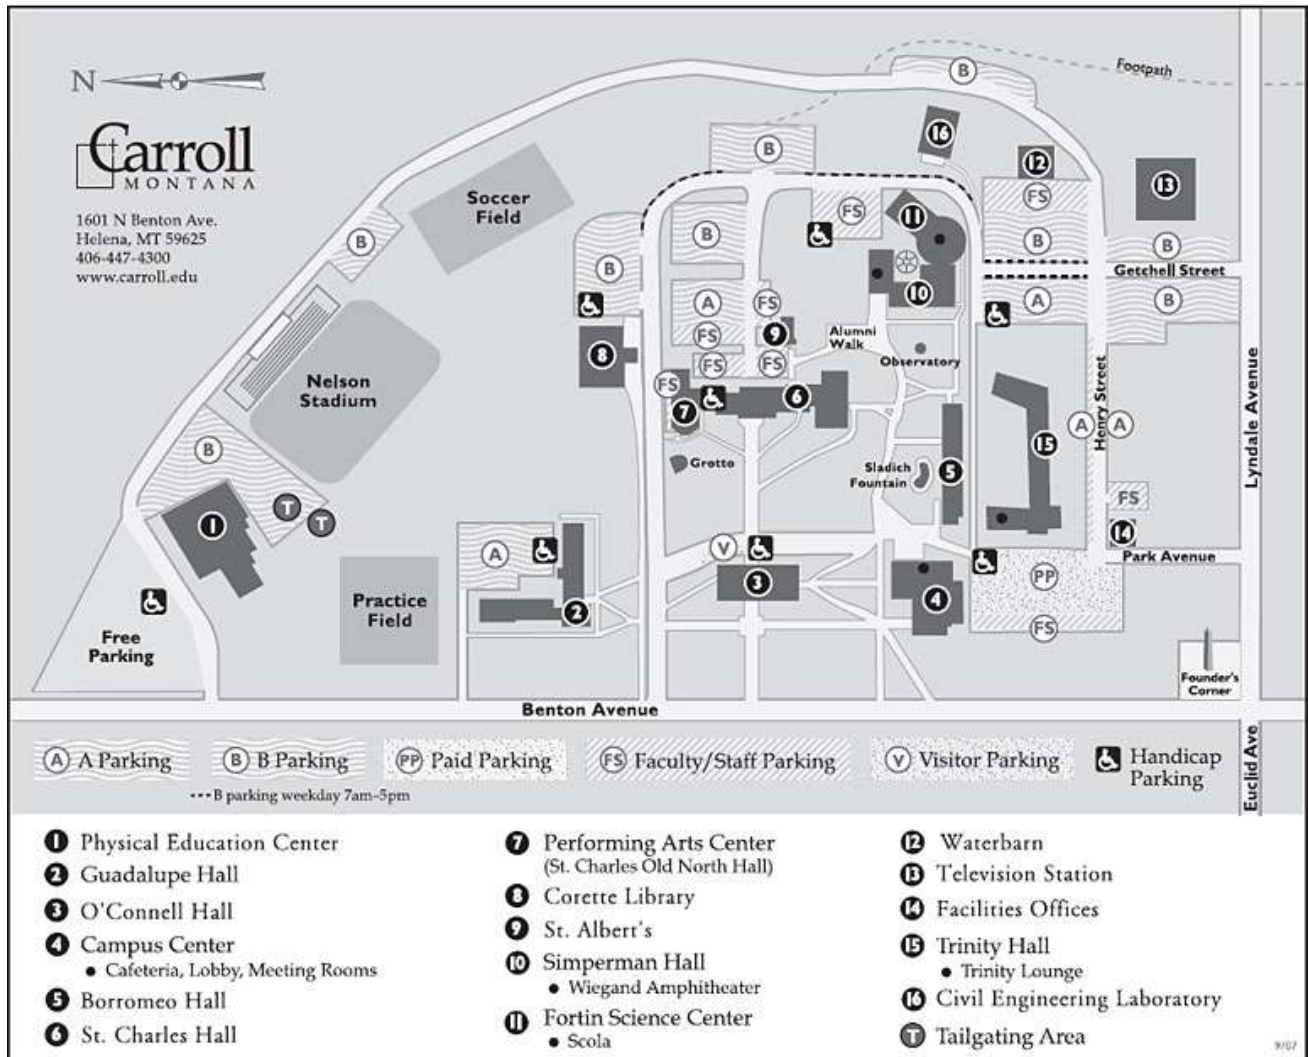 N
Carroll
MONTANA
1601 N Benton Ave.
Helena, MT 59625
406-447-4300
www.carroll.edu
Footpath
B
16
12
13
B
FS
FS
11
Soccer
Field
B
B
B
B
B
Getchell Street
10
A
FS
A
B
9
FS
Alumni
Walk
Observatory
8
FS
FS
Nelson
Stadium
FS
7
6
Henry Street
Lyndale Avenue
A
A
B
Grotto
Sladich
Fountain
5
15
T
T
1
FS
14
A
V
Park Avenue
PP
3
4
2
Practice
Field
FS
Free
Parking
Founder's
Corner
Benton Avenue
Euclid Ave
A A Parking
B B Parking
PP Paid Parking
FS Faculty/Staff Parking
V Visitor Parking
Handicap
Parking
B parking weekday 7am–5pm
1 Physical Education Center
2 Guadalupe Hall
3 O'Connell Hall
4 Campus Center
• Cafeteria, Lobby, Meeting Rooms
5 Borromeo Hall
6 St. Charles Hall
7 Performing Arts Center
(St. Charles Old North Hall)
8 Corette Library
9 St. Albert's
10 Simperman Hall
• Wiegand Amphitheater
11 Fortin Science Center
• Scola
12 Waterbarn
13 Television Station
14 Facilities Offices
15 Trinity Hall
• Trinity Lounge
16 Civil Engineering Laboratory
T Tailgating Area
9/07